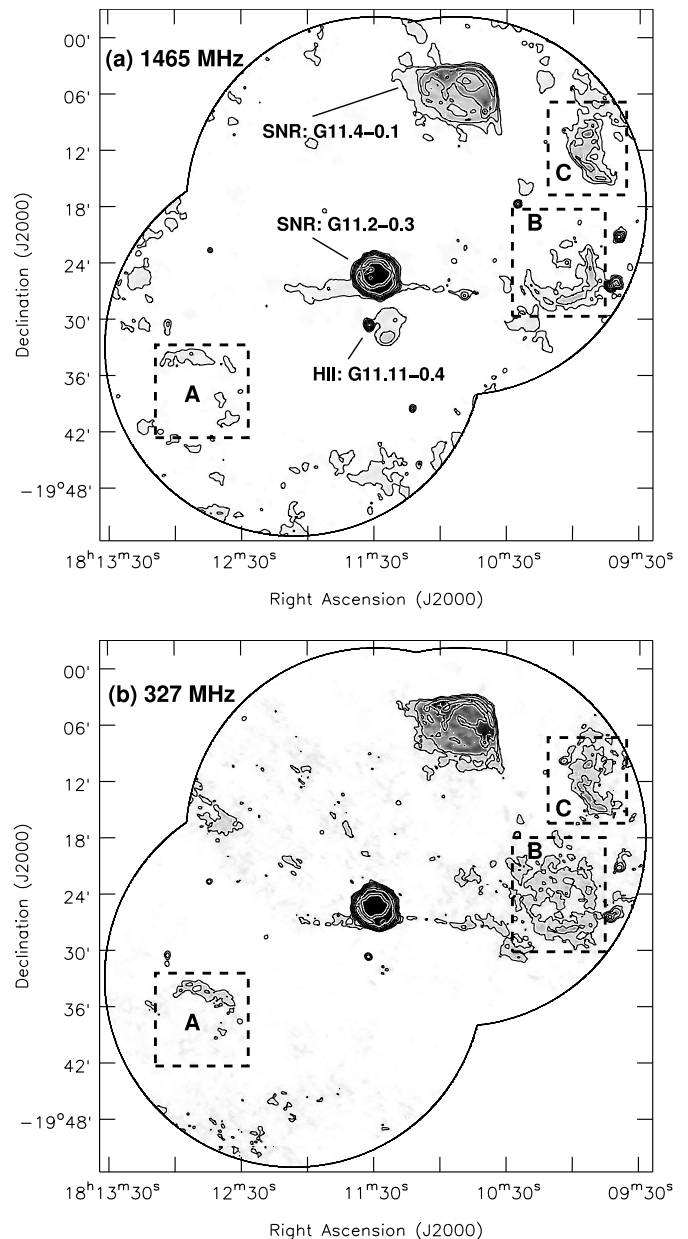 (a) 1465 MHz
00'
06'
12'
18'
24'
30'
36'
42'
−19°48'
Declination (J2000)
SNR: G11.4−0.1
SNR: G11.2−0.3
HII: G11.11−0.4
C
B
A
18ʰ13ᵐ30ˢ 12ᵐ30ˢ 11ᵐ30ˢ 10ᵐ30ˢ 09ᵐ30ˢ
Right Ascension (J2000)
(b) 327 MHz
00'
06'
12'
18'
24'
30'
36'
42'
−19°48'
Declination (J2000)
C
B
A
18ʰ13ᵐ30ˢ 12ᵐ30ˢ 11ᵐ30ˢ 10ᵐ30ˢ 09ᵐ30ˢ
Right Ascension (J2000)